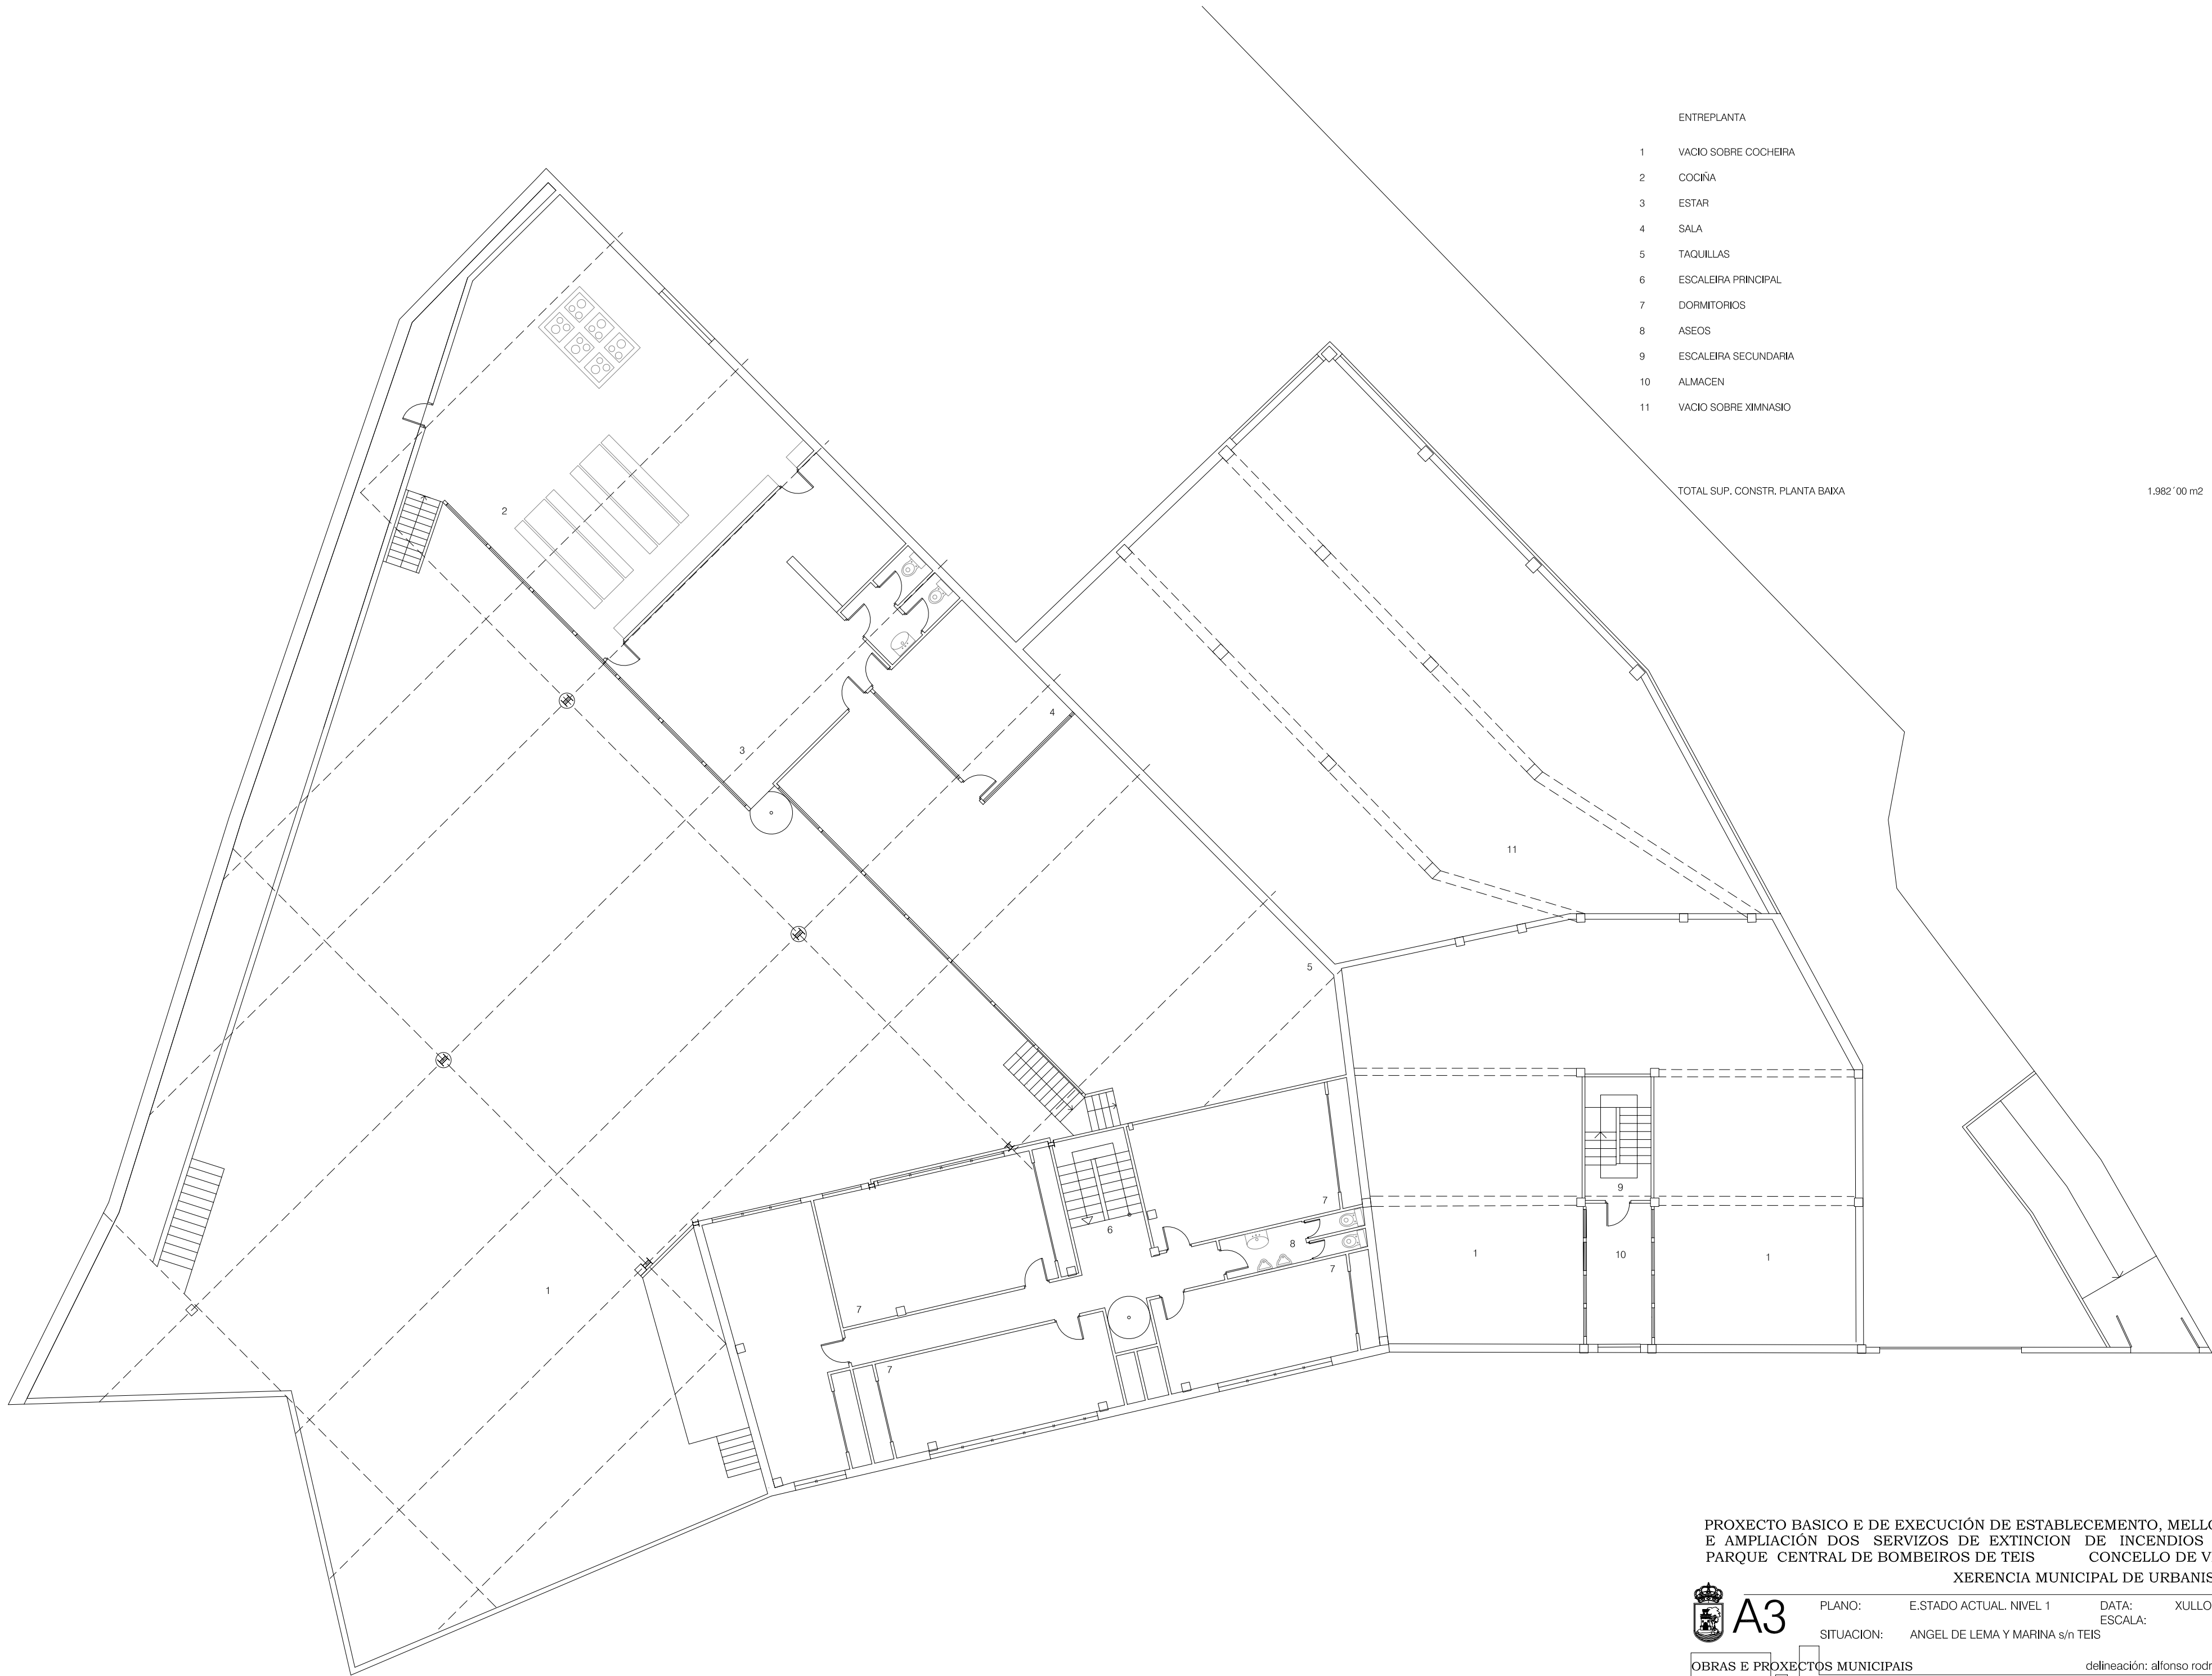 ENTREPLANTA
1 VACIO SOBRE COCHEIRA
2 COCIÑA
3 ESTAR
4 SALA
5 TAQUILLAS
6 ESCALEIRA PRINCIPAL
7 DORMITORIOS
8 ASEOS
9 ESCALEIRA SECUNDARIA
10 ALMACEN
11 VACIO SOBRE XIMNASIO
TOTAL SUP. CONSTR. PLANTA BAIXA 1.982´00 m2
2
4
3
11
5
9
7
6
8
1
10
1
7
1
7
7
PROXECTO BASICO E DE EXECUCIÓN DE ESTABLECEMENTO, MELLO
E AMPLIACIÓN DOS SERVIZOS DE EXTINCION DE INCENDIOS
PARQUE CENTRAL DE BOMBEIROS DE TEIS CONCELLO DE V
XERENCIA MUNICIPAL DE URBANIS
A3
PLANO: E.STADO ACTUAL. NIVEL 1 DATA: XULLO
ESCALA:
SITUACION: ANGEL DE LEMA Y MARINA s/n TEIS
OBRAS E PROXECTOS MUNICIPAIS delineación: alfonso rodr